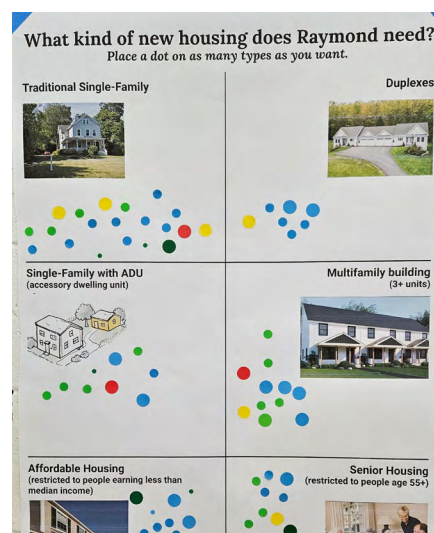 What kind of new housing does Raymond need?
Place a dot on as many types as you want.
Traditional Single-Family
Duplexes
Single-Family with ADU
(accessory dwelling unit)
Multifamily building
(3+ units)
Affordable Housing
(restricted to people earning less than
median income)
Senior Housing
(restricted to people age 55+)